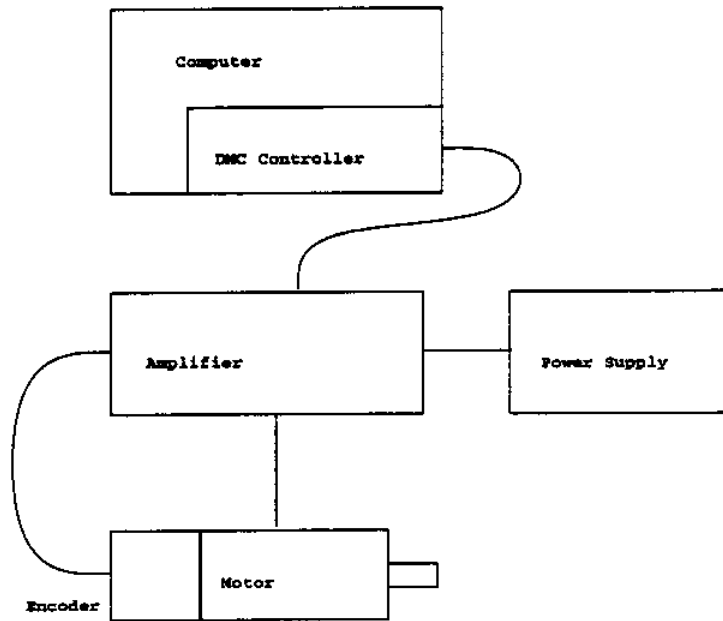 Computer
DMC Controller
Amplifier
Power Supply
Motor
Encoder